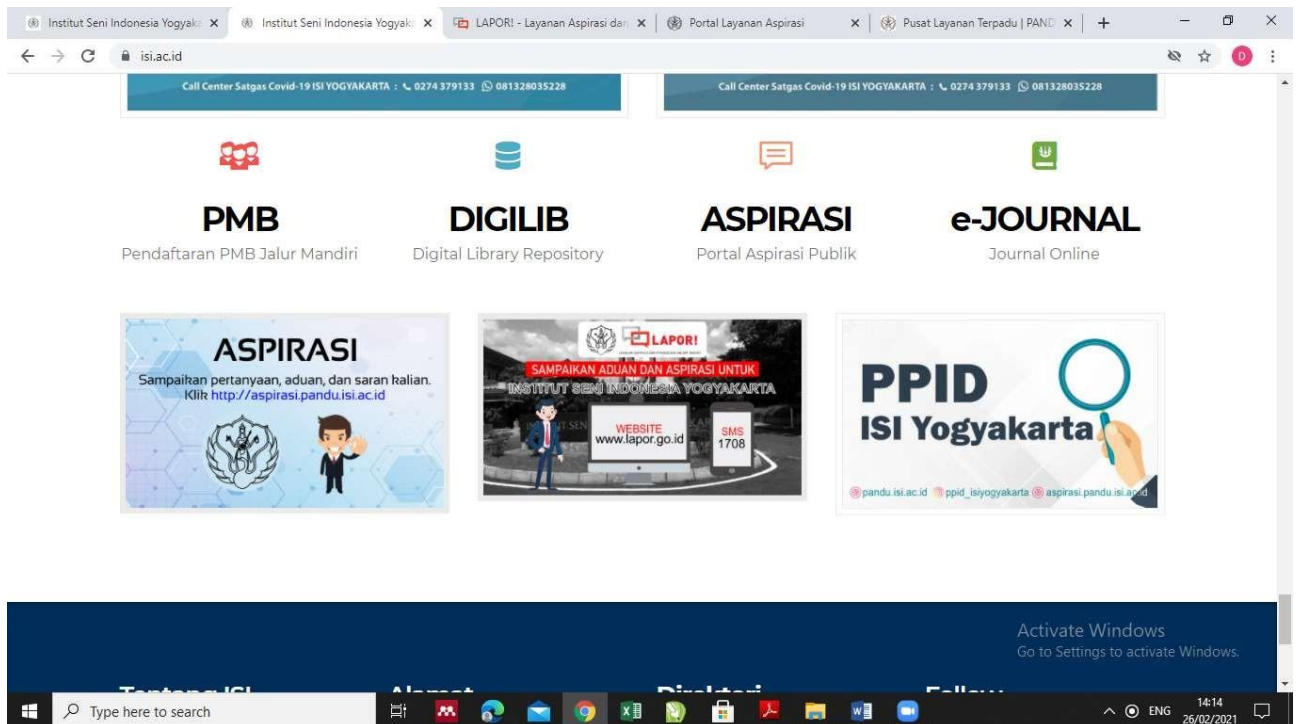 Institut Seni Indonesia Yogyaka
Institut Seni Indonesia Yogyaka
LAPOR! - Layanan Aspirasi dan
Portal Layanan Aspirasi
Pusat Layanan Terpadu | PAND
isi.ac.id
D
Call Center Satgas Covid-19 ISI YOGYAKARTA : 0274 379133 081328035228
Call Center Satgas Covid-19 ISI YOGYAKARTA : 0274 379133 081328035228
PMB
Pendaftaran PMB Jalur Mandiri
DIGILIB
Digital Library Repository
ASPIRASI
Portal Aspirasi Publik
e-JOURNAL
Journal Online
ASPIRASI
Sampaikan pertanyaan, aduan, dan saran kalian.
Klik http://aspirasi.pandu.isi.ac.id
LAPOR!
SAMPAIKAN ADUAN DAN ASPIRASI UNTUK
INSTITUT SENI INDONESIA YOGYAKARTA
WEBSITE
www.lapor.go.id
SMS
1708
PPID
ISI Yogyakarta
pandu.isi.ac.id ppid_isiyogyakarta aspirasi.pandu.isi.ac.id
Activate Windows
Go to Settings to activate Windows.
Tentang ISI
Alamat
Direktori
Follow
Type here to search
ENG
14:14
26/02/2021